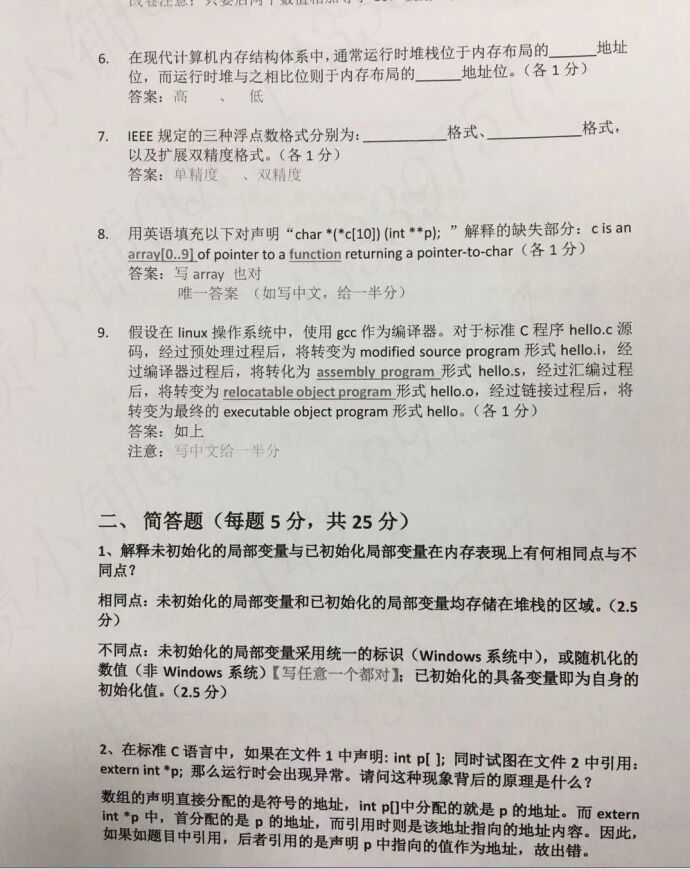 6. 在现代计算机内存结构体系中，通常运行时堆栈位于内存布局的______地址
位，而运行时堆与之相比位则于内存布局的______地址位。（各 1 分）
答案：高 、 低
7. IEEE 规定的三种浮点数格式分别为：___________格式、____________格式，
以及扩展双精度格式。（各 1 分）
答案：单精度 、双精度
8. 用英语填充以下对声明“char *(*c[10]) (int **p); ”解释的缺失部分：c is an
array[0..9] of pointer to a function returning a pointer-to-char（各 1 分）
答案：写 array 也对
唯一答案 （如写中文，给一半分）
9. 假设在 linux 操作系统中，使用 gcc 作为编译器。对于标准 C 程序 hello.c 源
码，经过预处理过程后，将转变为 modified source program 形式 hello.i，经
过编译器过程后，将转化为 assembly program 形式 hello.s，经过汇编过程
后，将转变为 relocatable object program 形式 hello.o，经过链接过程后，将
转变为最终的 executable object program 形式 hello。（各 1 分）
答案：如上
注意：写中文给一半分
二、 简答题（每题 5 分，共 25 分）
1、解释未初始化的局部变量与已初始化局部变量在内存表现上有何相同点与不
同点？
相同点：未初始化的局部变量和已初始化的局部变量均存储在堆栈的区域。（2.5
分）
不同点：未初始化的局部变量采用统一的标识（Windows 系统中），或随机化的
数值（非 Windows 系统）【写任意一个都对】；已初始化的具备变量即为自身的
初始化值。（2.5 分）
2、在标准 C 语言中，如果在文件 1 中声明: int p[ ]; 同时试图在文件 2 中引用：
extern int *p; 那么运行时会出现异常。请问这种现象背后的原理是什么？
数组的声明直接分配的是符号的地址，int p[]中分配的就是 p 的地址。而 extern
int *p 中，首分配的是 p 的地址，而引用时则是该地址指向的地址内容。因此，
如果如题目中引用，后者引用的是声明 p 中指向的值作为地址，故出错。